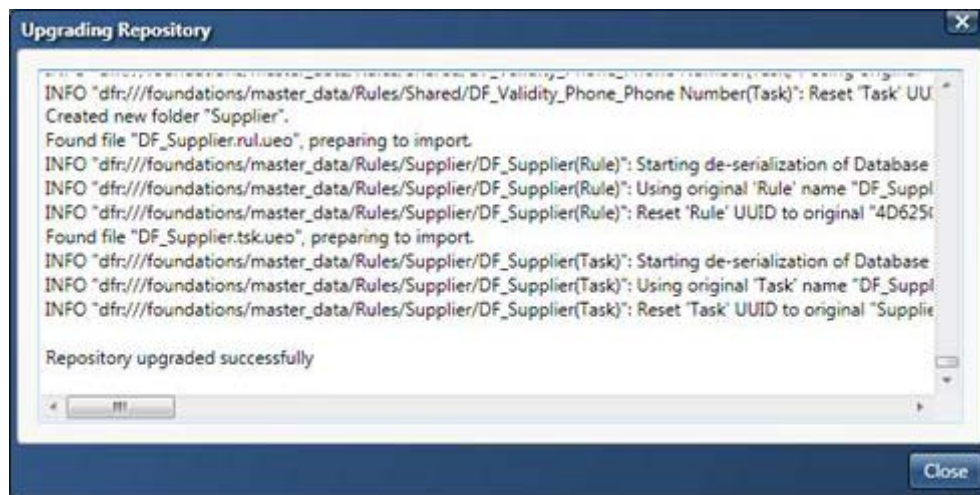 Upgrading Repository
INFO "dfr:///foundations/master_data/Rules/Shared/DF_Validity_Phone_Phone Number(Task)": Reset 'Task' UU
Created new folder "Supplier".
Found file "DF_Supplier.rul.ueo", preparing to import.
INFO "dfr:///foundations/master_data/Rules/Supplier/DF_Supplier(Rule)": Starting de-serialization of Database
INFO "dfr:///foundations/master_data/Rules/Supplier/DF_Supplier(Rule)": Using original 'Rule' name "DF_Suppl
INFO "dfr:///foundations/master_data/Rules/Supplier/DF_Supplier(Rule)": Reset 'Rule' UUID to original "4D625
Found file "DF_Supplier.tsk.ueo", preparing to import.
INFO "dfr:///foundations/master_data/Rules/Supplier/DF_Supplier(Task)": Starting de-serialization of Database
INFO "dfr:///foundations/master_data/Rules/Supplier/DF_Supplier(Task)": Using original 'Task' name "DF_Suppl
INFO "dfr:///foundations/master_data/Rules/Supplier/DF_Supplier(Task)": Reset 'Task' UUID to original "Supplie
Repository upgraded successfully
Close